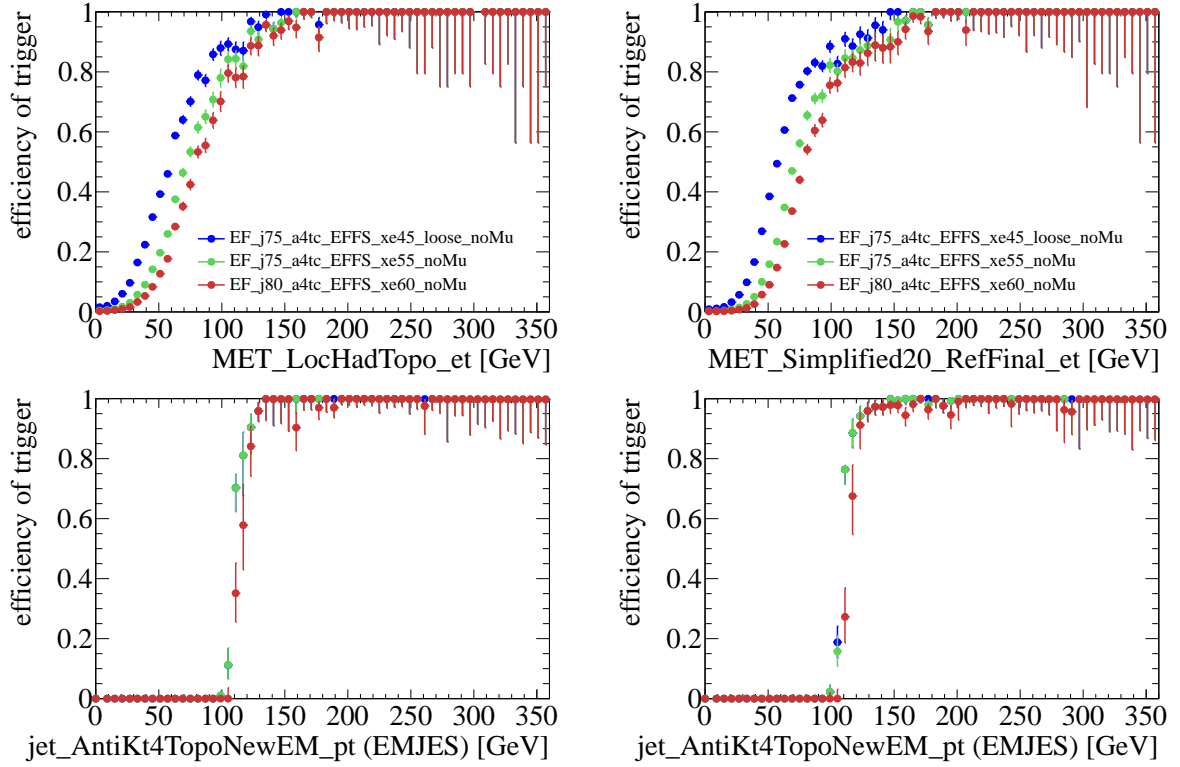 efficiency of trigger
1
0.8
0.6
0.4
0.2
0
EF_j75_a4tc_EFFS_xe45_loose_noMu
EF_j75_a4tc_EFFS_xe55_noMu
EF_j80_a4tc_EFFS_xe60_noMu
0 50 100 150 200 250 300 350
MET_LocHadTopo_et [GeV]
efficiency of trigger
1
0.8
0.6
0.4
0.2
0
EF_j75_a4tc_EFFS_xe45_loose_noMu
EF_j75_a4tc_EFFS_xe55_noMu
EF_j80_a4tc_EFFS_xe60_noMu
0 50 100 150 200 250 300 350
MET_Simplified20_RefFinal_et [GeV]
efficiency of trigger
1
0.8
0.6
0.4
0.2
0
0 50 100 150 200 250 300 350
jet_AntiKt4TopoNewEM_pt (EMJES) [GeV]
efficiency of trigger
1
0.8
0.6
0.4
0.2
0
0 50 100 150 200 250 300 350
jet_AntiKt4TopoNewEM_pt (EMJES) [GeV]